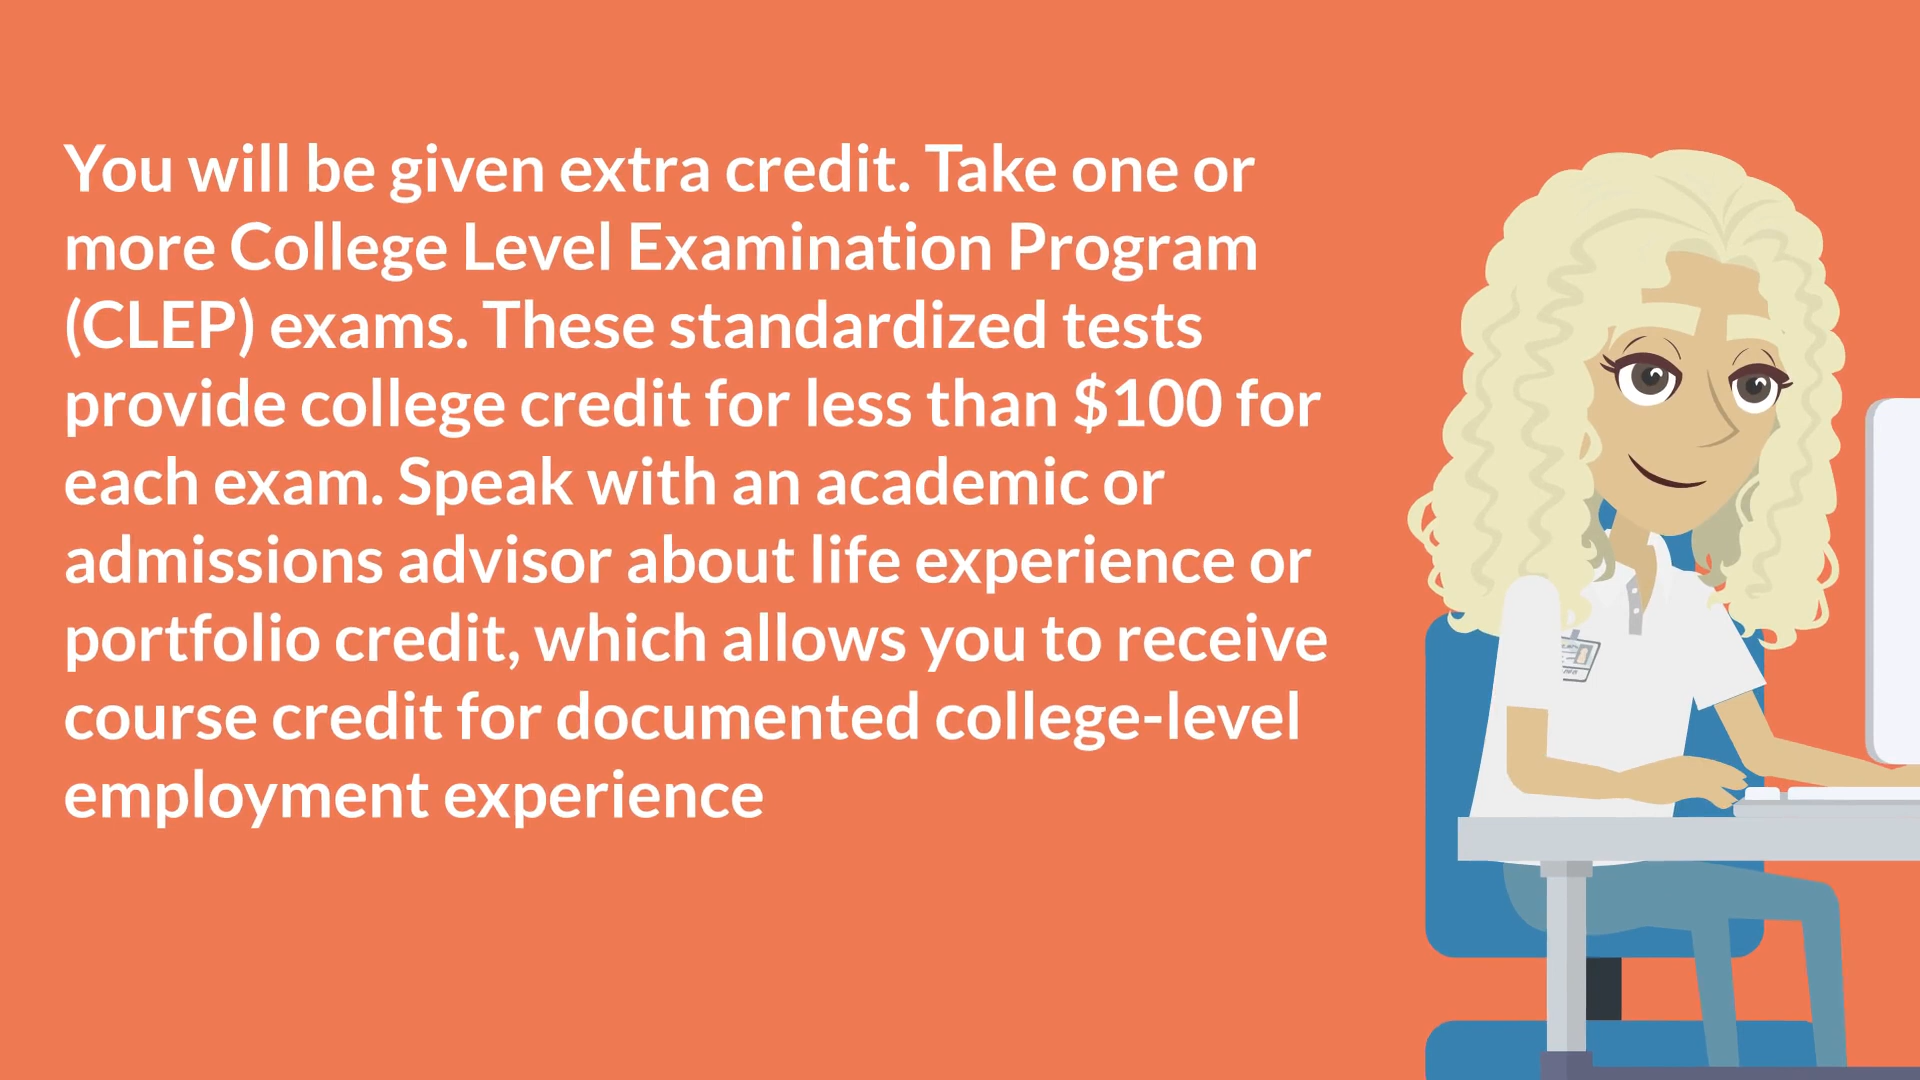 You will be given extra credit. Take one or
more College Level Examination Program
(CLEP) exams. These standardized tests
provide college credit for less than $100 for
each exam. Speak with an academic or
admissions advisor about life experience or
portfolio credit, which allows you to receive
course credit for documented college-level
employment experience